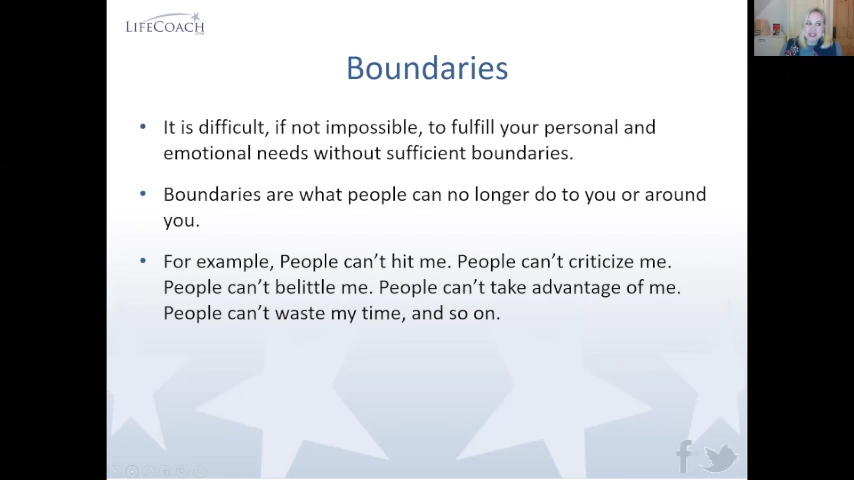 LIFECOACH
Boundaries
• It is difficult, if not impossible, to fulfill your personal and
emotional needs without sufficient boundaries.
• Boundaries are what people can no longer do to you or around
you.
• For example, People can’t hit me. People can’t criticize me.
People can’t belittle me. People can’t take advantage of me.
People can’t waste my time, and so on.